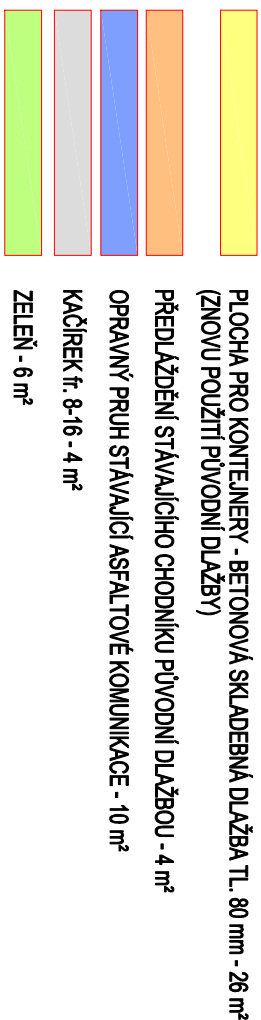 PLOCHA PRO KONTEJNERY - BETONOVÁ SKLADEBNÁ DLAŽBA TL. 80 mm - 26 m²
(ZNOVU POUŽITÍ PŮVODNÍ DLAŽBY)
PŘEDLÁŽDĚNÍ STÁVAJÍCÍHO CHODNÍKU PŮVODNÍ DLAŽBOU - 4 m²
OPRAVNÝ PRUH STÁVAJÍCÍ ASFALTOVÉ KOMUNIKACE - 10 m²
KAČÍREK fr. 8-16 - 4 m²
ZELEŇ - 6 m²